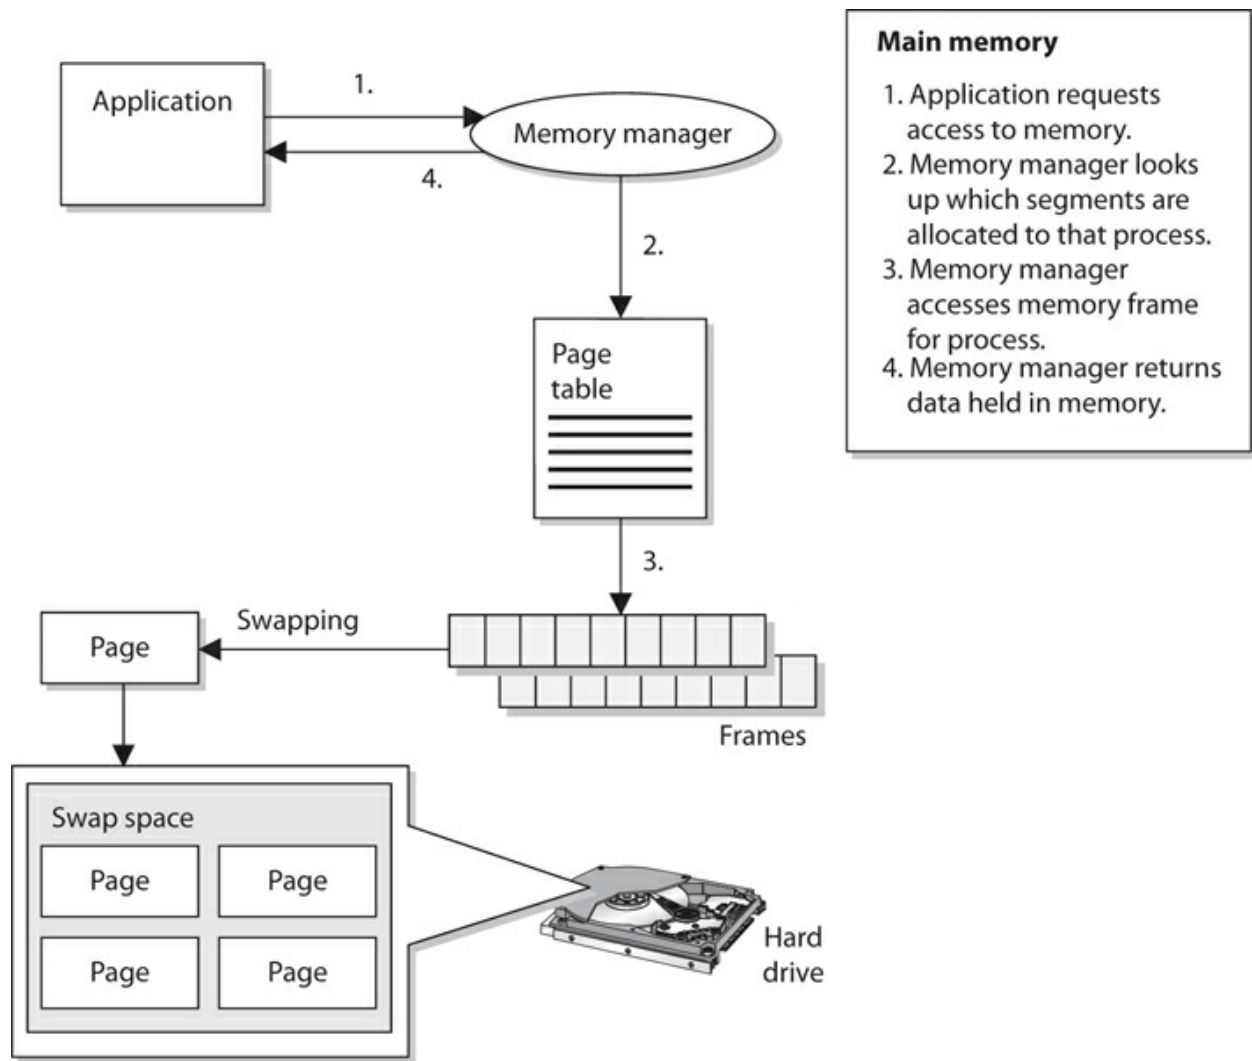 Application
1.
4.
Memory manager
2.
Page
table
3.
Swapping
Page
Frames
Swap space
Page
Page
Page
Page
Hard
drive
Main memory
1. Application requests
access to memory.
2. Memory manager looks
up which segments are
allocated to that process.
3. Memory manager
accesses memory frame
for process.
4. Memory manager returns
data held in memory.